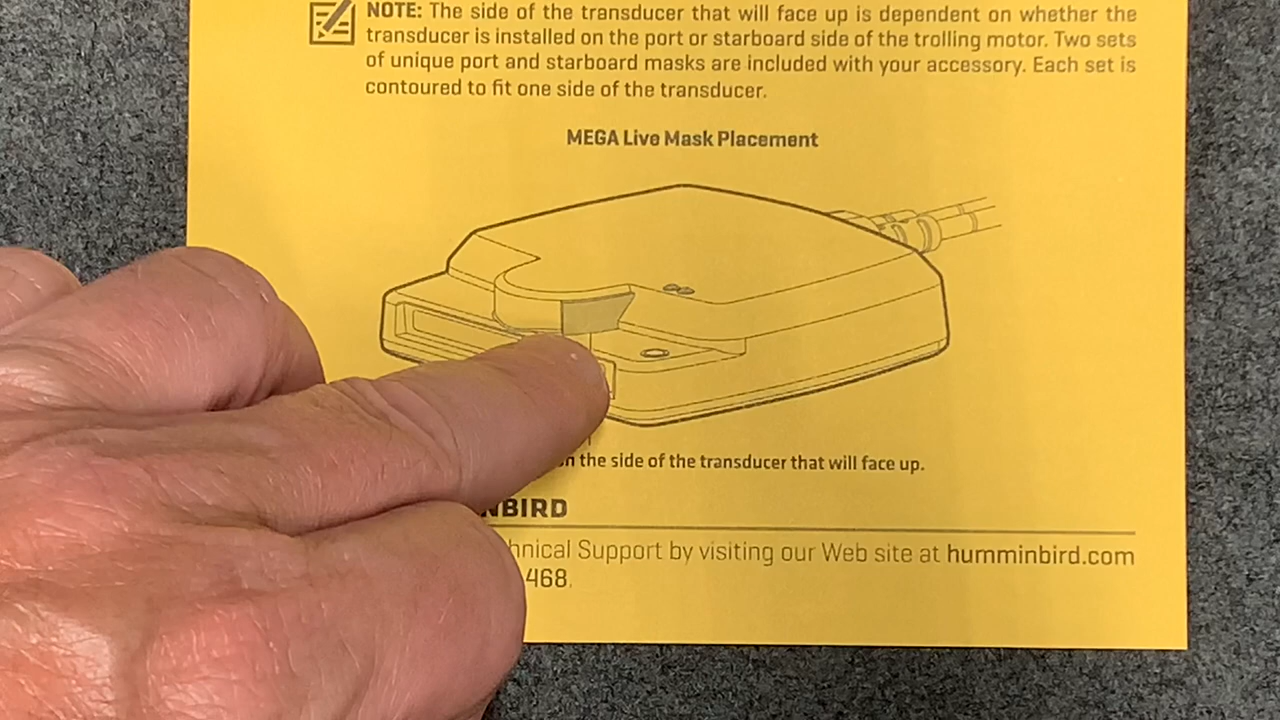 NOTE: The side of the transducer that will face up is dependent on whether the
transducer is installed on the port or starboard side of the trolling motor. Two sets
of unique port and starboard masks are included with your accessory. Each set is
contoured to fit one side of the transducer.
MEGA Live Mask Placement
the side of the transducer that will face up.
NBIRD
hnical Support by visiting our Web site at humminbird.com
468.